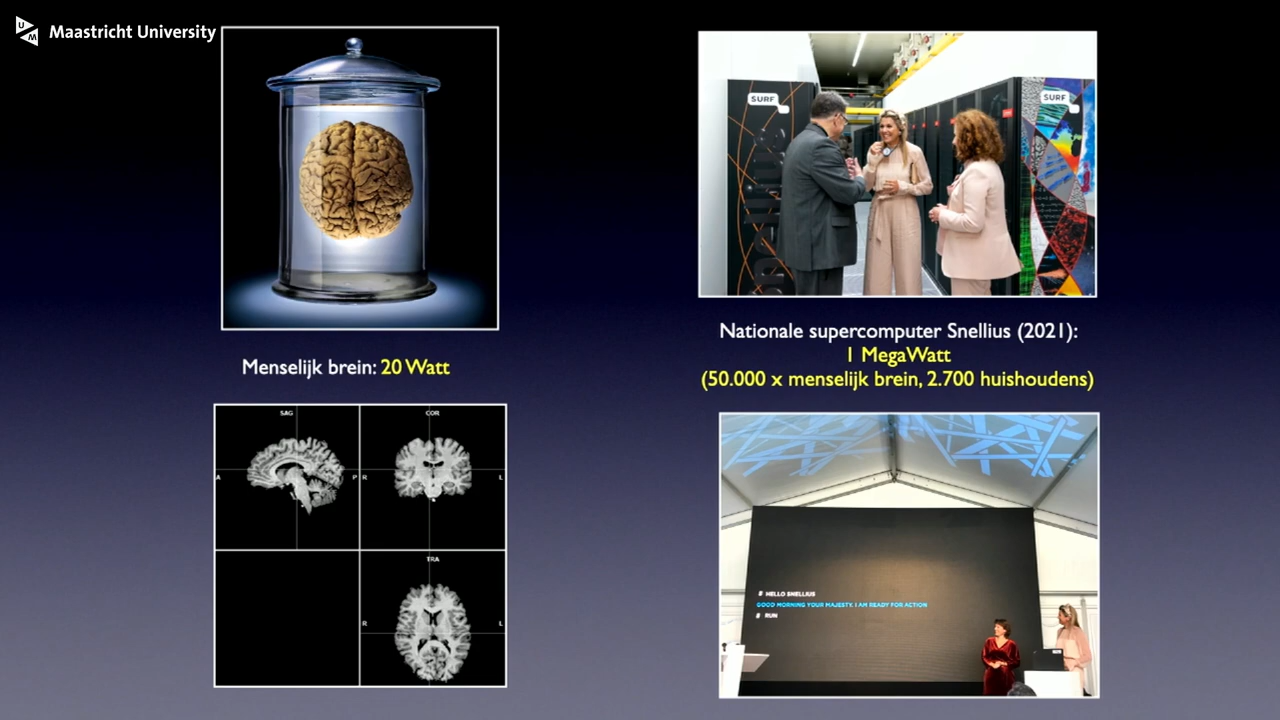 Maastricht University
Menselijk brein: 20 Watt
SAG
COR
A
P
R
L
TRA
R
L
SURF
SURF
Nationale supercomputer Snellius (2021):
1 MegaWatt
(50.000 x menselijk brein, 2.700 huishoudens)
# HELLO SNELLIUS
GOOD MORNING YOUR MAJESTY, I AM READY FOR ACTION
# RUN